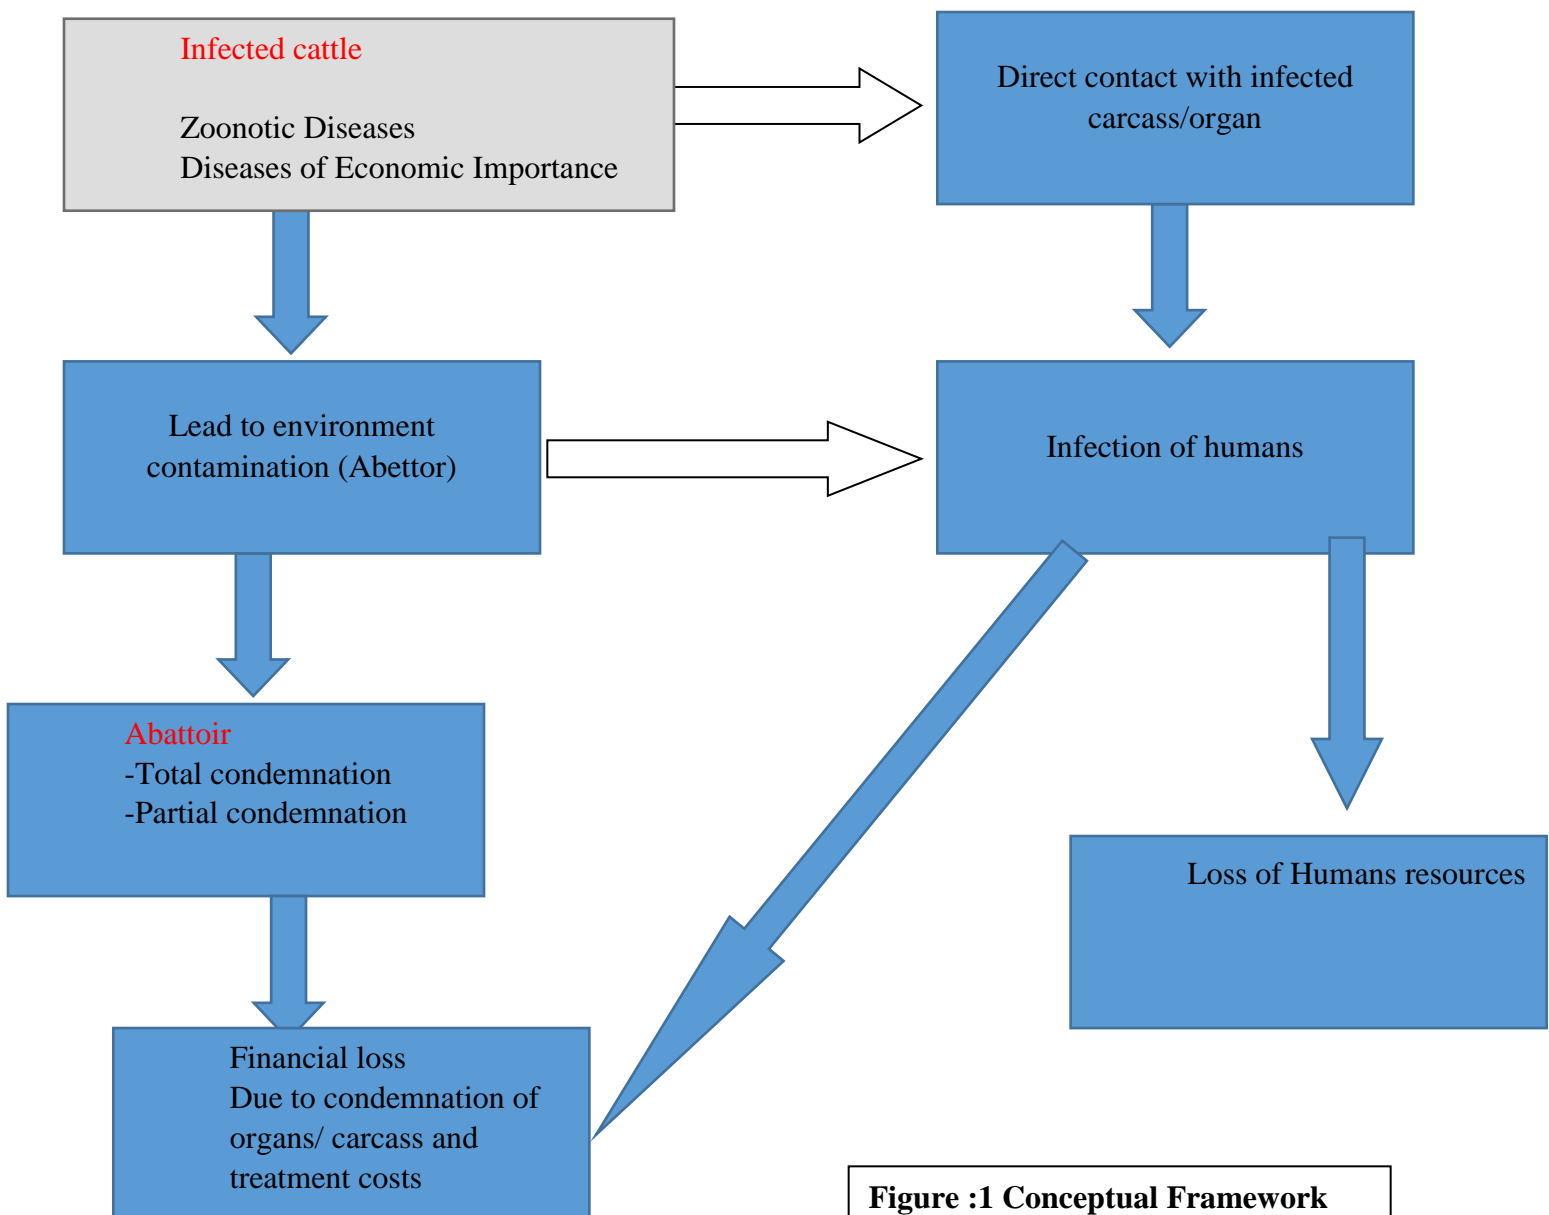 Infected cattle
Zoonotic Diseases
Diseases of Economic Importance
Direct contact with infected
carcass/organ
Lead to environment
contamination (Abettor)
Infection of humans
Abattoir
-Total condemnation
-Partial condemnation
Loss of Humans resources
Financial loss
Due to condemnation of
organs/ carcass and
treatment costs
Figure :1 Conceptual Framework